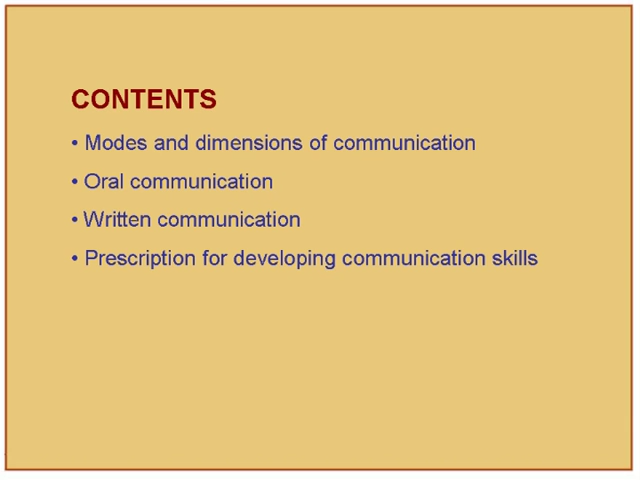 CONTENTS
• Modes and dimensions of communication
• Oral communication
• Written communication
• Prescription for developing communication skills